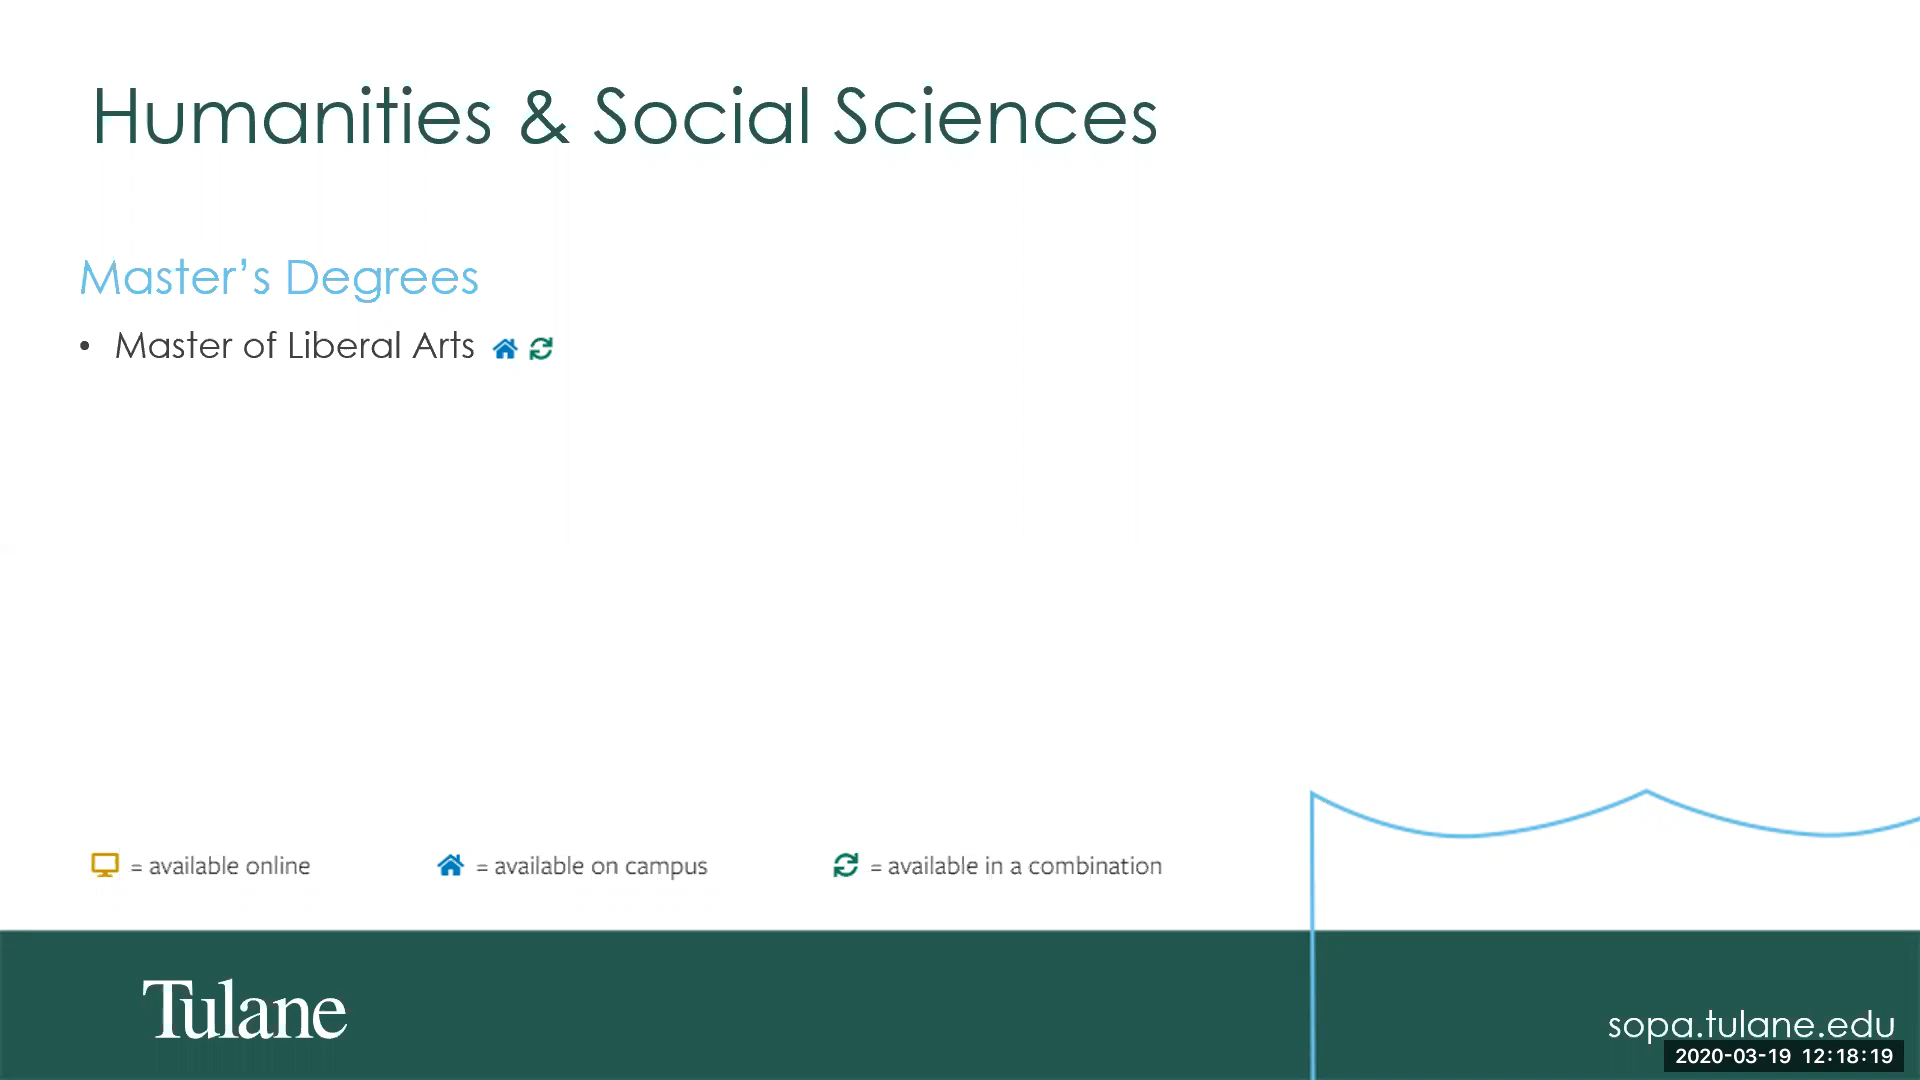 Humanities & Social Sciences
Master’s Degrees
• Master of Liberal Arts
= available online
= available on campus
= available in a combination
Tulane
sopa.tulane.edu
2020-03-19 12:18:19